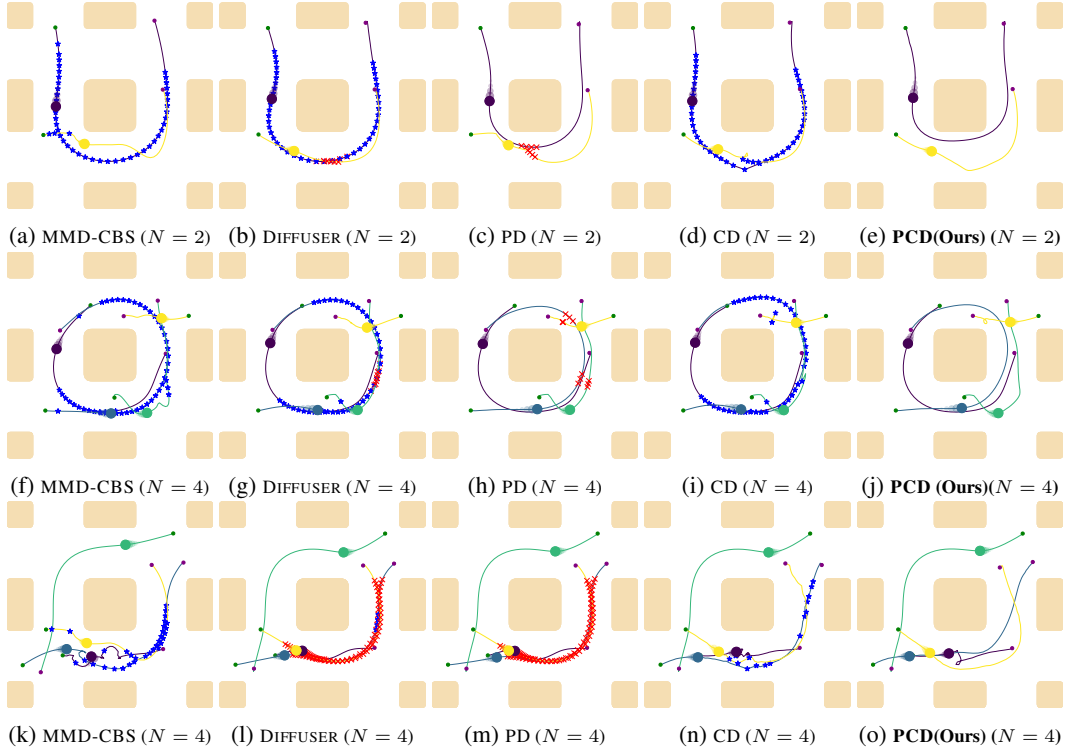 (a) MMD-CBS (N = 2) (b) DIFFUSER (N = 2) (c) PD (N = 2) (d) CD (N = 2) (e) PCD(Ours) (N = 2)
(f) MMD-CBS (N = 4) (g) DIFFUSER (N = 4) (h) PD (N = 4) (i) CD (N = 4) (j) PCD (Ours)(N = 4)
(k) MMD-CBS (N = 4) (l) DIFFUSER (N = 4) (m) PD (N = 4) (n) CD (N = 4) (o) PCD(Ours) (N = 4)